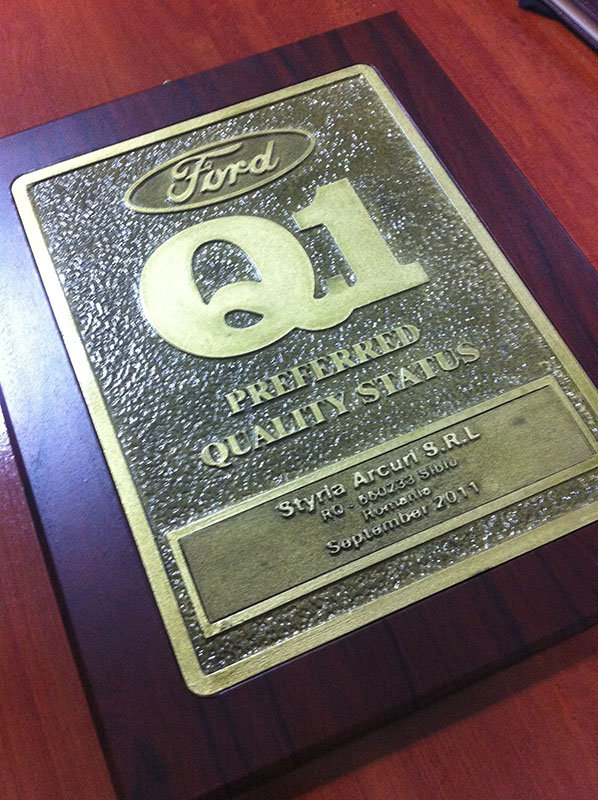 Ford
Q1
PREFERRED
QUALITY STATUS
Styria Arcuri S.R.L
RO - 550233 Sibiu
Romania
September 2011